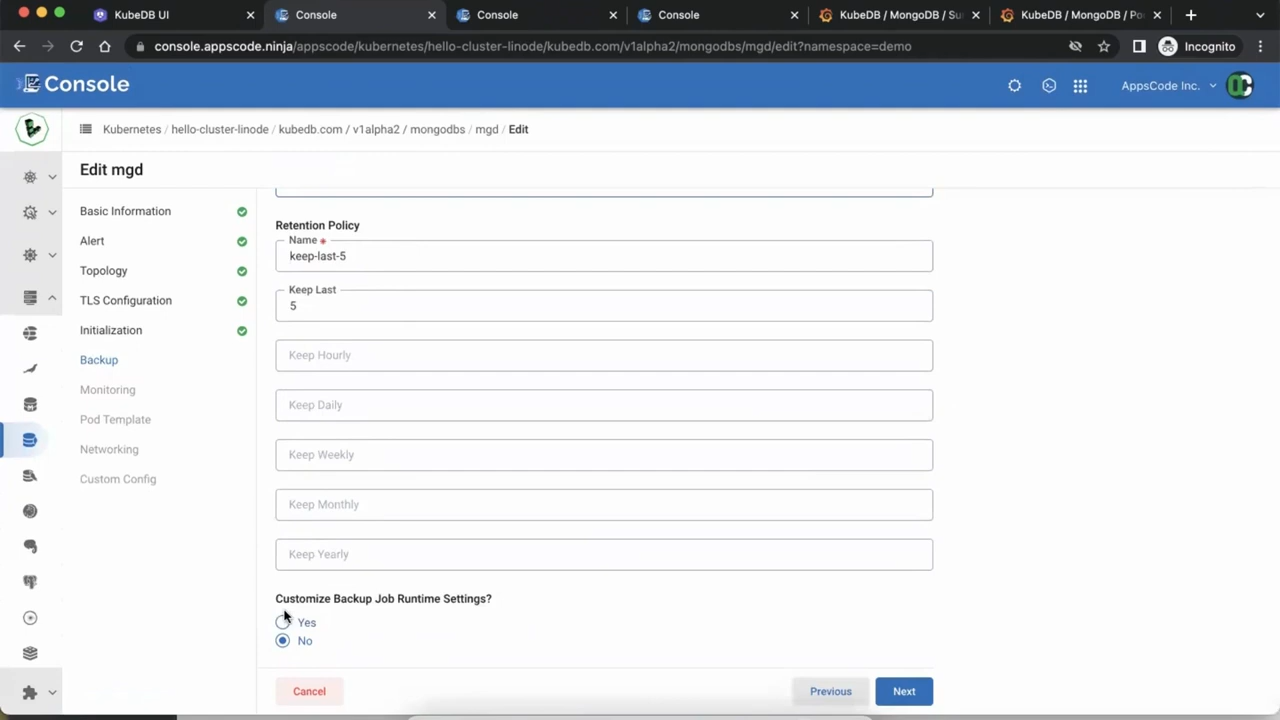 KubeDB UI
Console
Console
Console
KubeDB / MongoDB / Su
KubeDB / MongoDB / Po
console.appscode.ninja/appscode/kubernetes/hello-cluster-linode/kubedb.com/v1alpha2/mongodbs/mgd/edit?namespace=demo
Incognito
Console
AppsCode Inc.
Kubernetes / hello-cluster-linode / kubedb.com / v1alpha2 / mongodbs / mgd / Edit
Edit mgd
Basic Information
Alert
Topology
TLS Configuration
Initialization
Backup
Monitoring
Pod Template
Networking
Custom Config
Retention Policy
Name *
keep-last-5
Keep Last
5
Keep Hourly
Keep Daily
Keep Weekly
Keep Monthly
Keep Yearly
Customize Backup Job Runtime Settings?
Yes
No
Cancel
Previous
Next